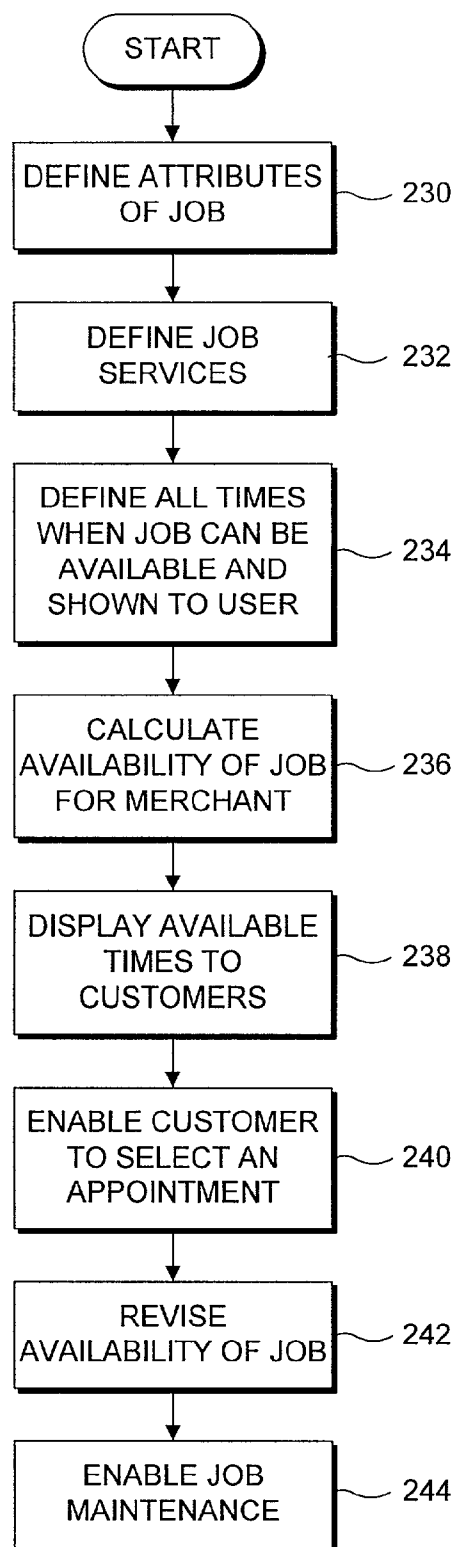 START
DEFINE ATTRIBUTES
OF JOB
230
DEFINE JOB
SERVICES
232
DEFINE ALL TIMES
WHEN JOB CAN BE
AVAILABLE AND
SHOWN TO USER
234
CALCULATE
AVAILABILITY OF JOB
FOR MERCHANT
236
DISPLAY AVAILABLE
TIMES TO
CUSTOMERS
238
ENABLE CUSTOMER
TO SELECT AN
APPOINTMENT
240
REVISE
AVAILABILITY OF JOB
242
ENABLE JOB
MAINTENANCE
244